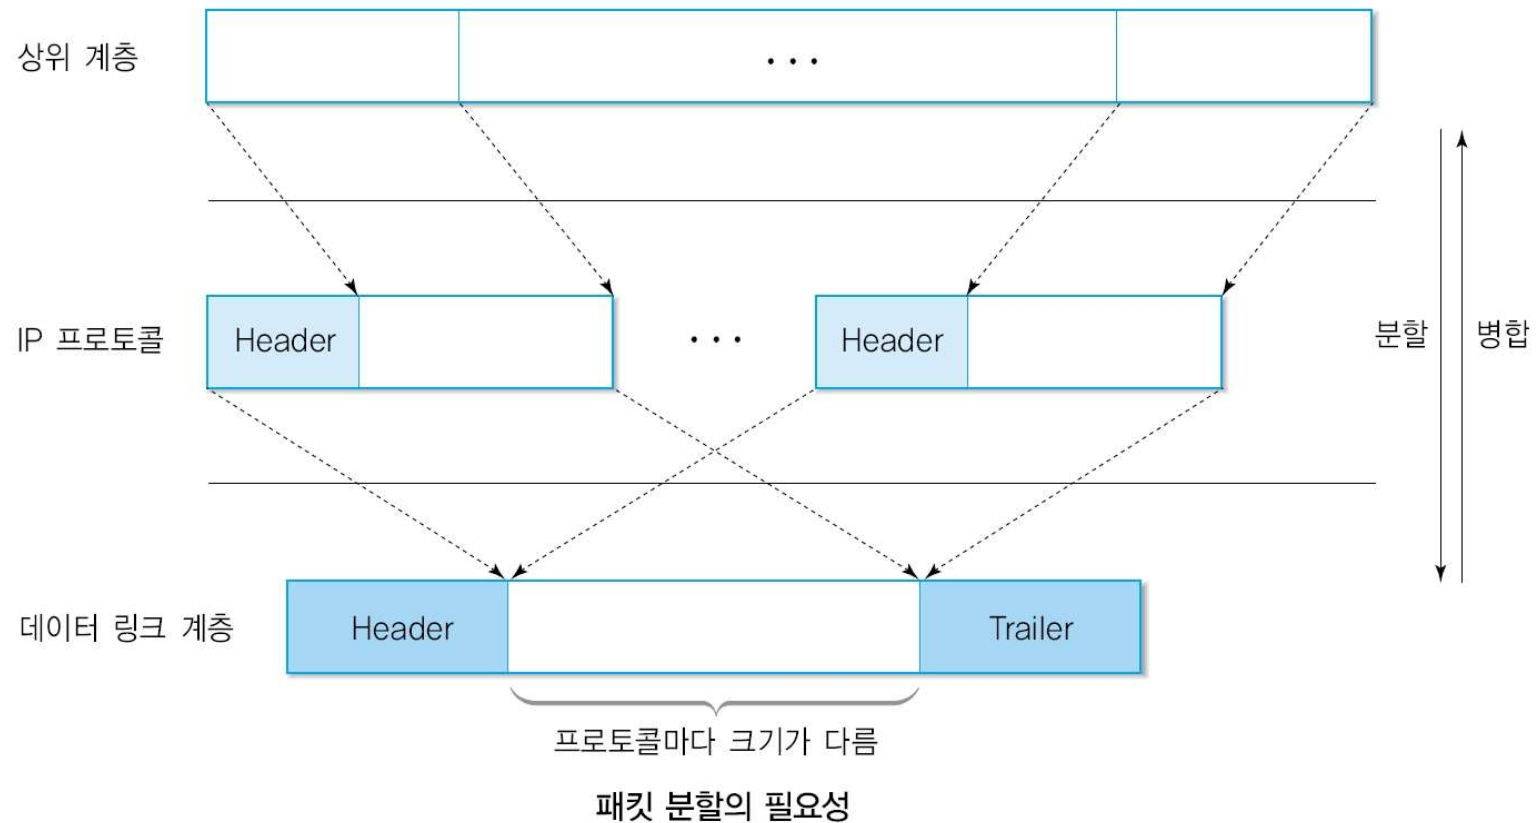 상위 계층
...
IP 프로토콜
Header
...
Header
분할
병합
데이터 링크 계층
Header
Trailer
프로토콜마다 크기가 다름
패킷 분할의 필요성